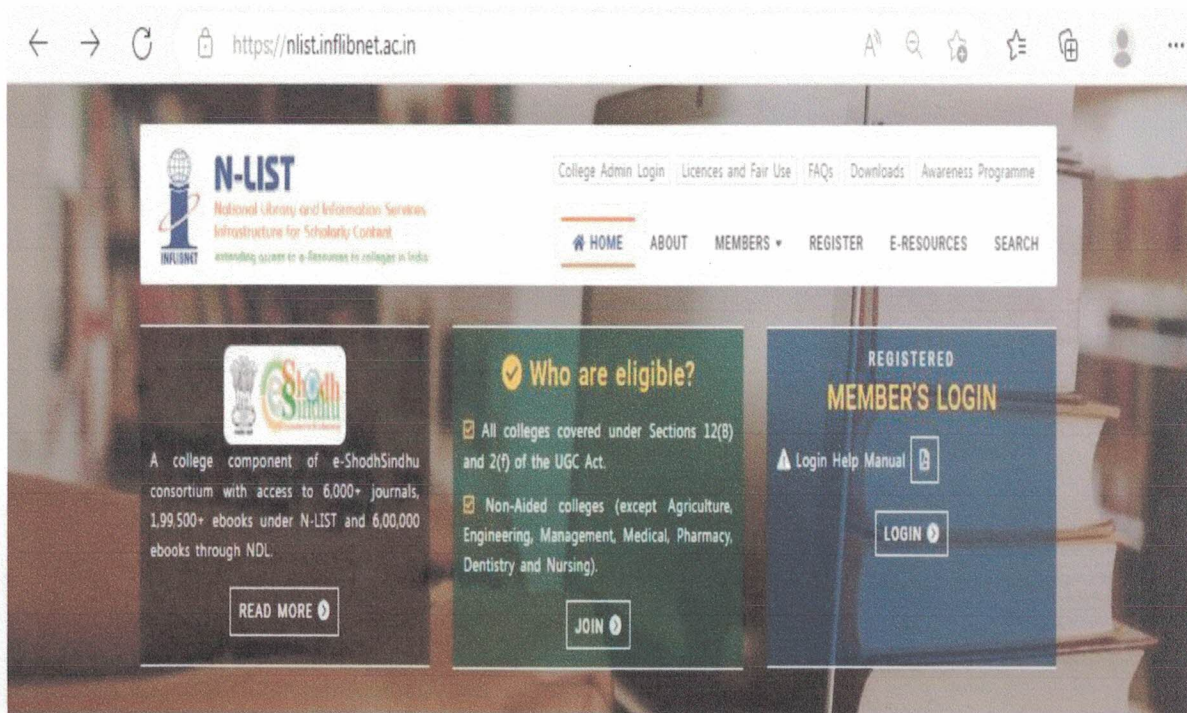 https://nlist.inflibnet.ac.in
N-LIST
National Library and Information Services
Infrastructure for Scholarly Content
extending access to e-Resources to colleges in India
INFLIBNET
College Admin Login Licences and Fair Use FAQs Downloads Awareness Programme
HOME ABOUT MEMBERS REGISTER E-RESOURCES SEARCH
e Shodh
Sindhu
A college component of e-ShodhSindhu
consortium with access to 6,000+ journals,
1,99,500+ ebooks under N-LIST and 6,00,000
ebooks through NDL.
READ MORE
Who are eligible?
All colleges covered under Sections 12(B)
and 2(f) of the UGC Act.
Non-Aided colleges (except Agriculture,
Engineering, Management, Medical, Pharmacy,
Dentistry and Nursing).
JOIN
REGISTERED
MEMBER'S LOGIN
Login Help Manual
LOGIN